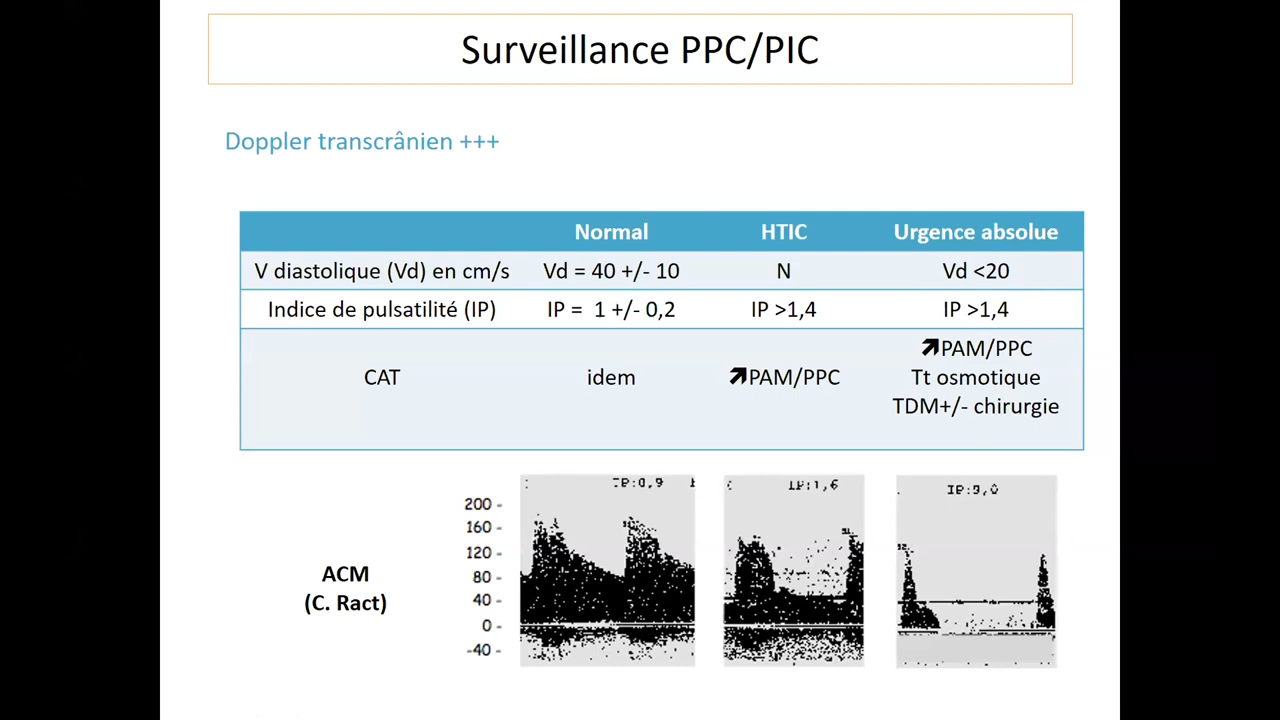 Surveillance PPC/PIC
Doppler transcrânien +++
Normal HTIC Urgence absolue
V diastolique (Vd) en cm/s Vd = 40 +/- 10 N Vd <20
Indice de pulsatilité (IP) IP = 1 +/- 0,2 IP >1,4 IP >1,4
CAT idem 🡽PAM/PPC 🡽PAM/PPC
Tt osmotique
TDM+/- chirurgie
IP:0,9 IP:1,6 IP:3,0
200 -
160 -
120 -
80 -
40 -
0 -
-40 -
ACM
(C. Ract)